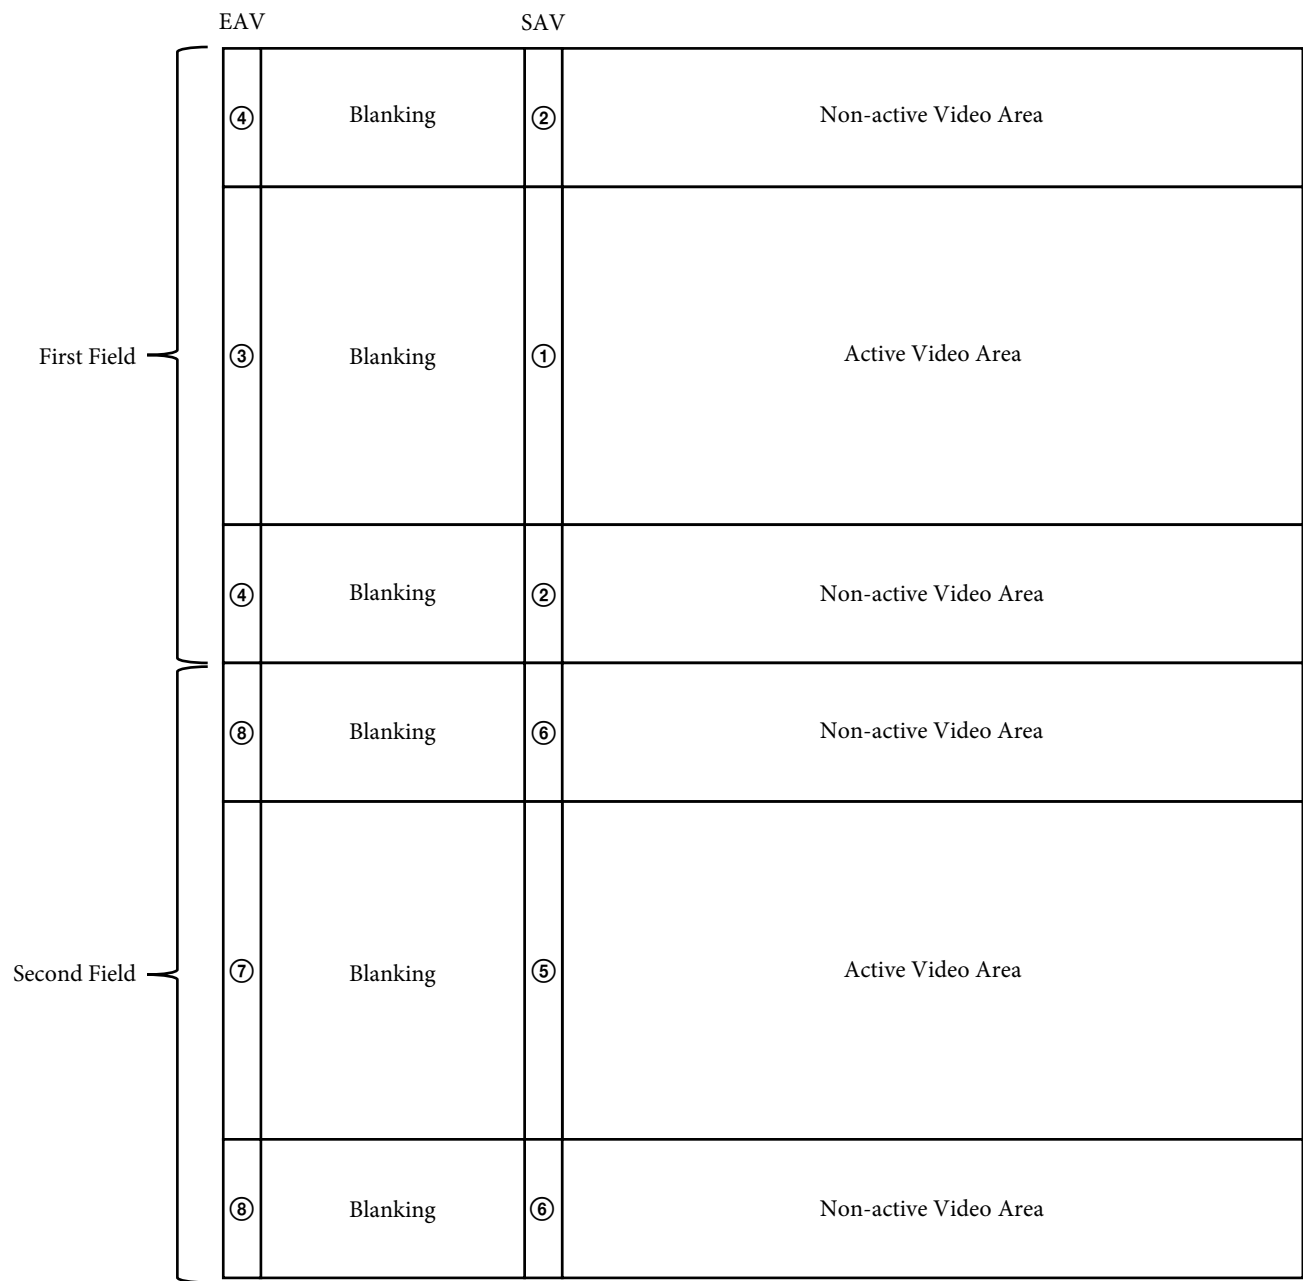 EAV SAV
④ Blanking ② Non-active Video Area
First Field ③ Blanking ① Active Video Area
④ Blanking ② Non-active Video Area
⑧ Blanking ⑥ Non-active Video Area
Second Field ⑦ Blanking ⑤ Active Video Area
⑧ Blanking ⑥ Non-active Video Area